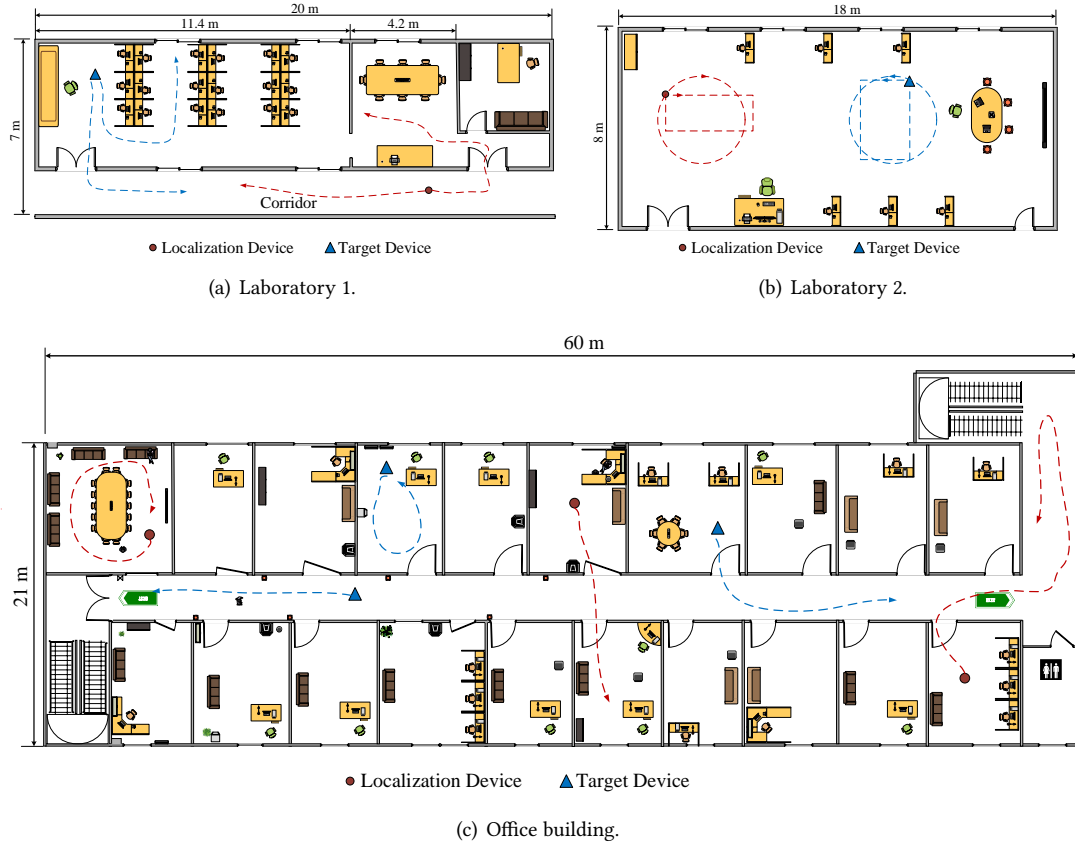 20 m
11.4 m
4.2 m
7 m
Corridor
Localization Device
Target Device
(a) Laboratory 1.
18 m
8 m
Localization Device
Target Device
(b) Laboratory 2.
60 m
21 m
Localization Device
Target Device
(c) Office building.